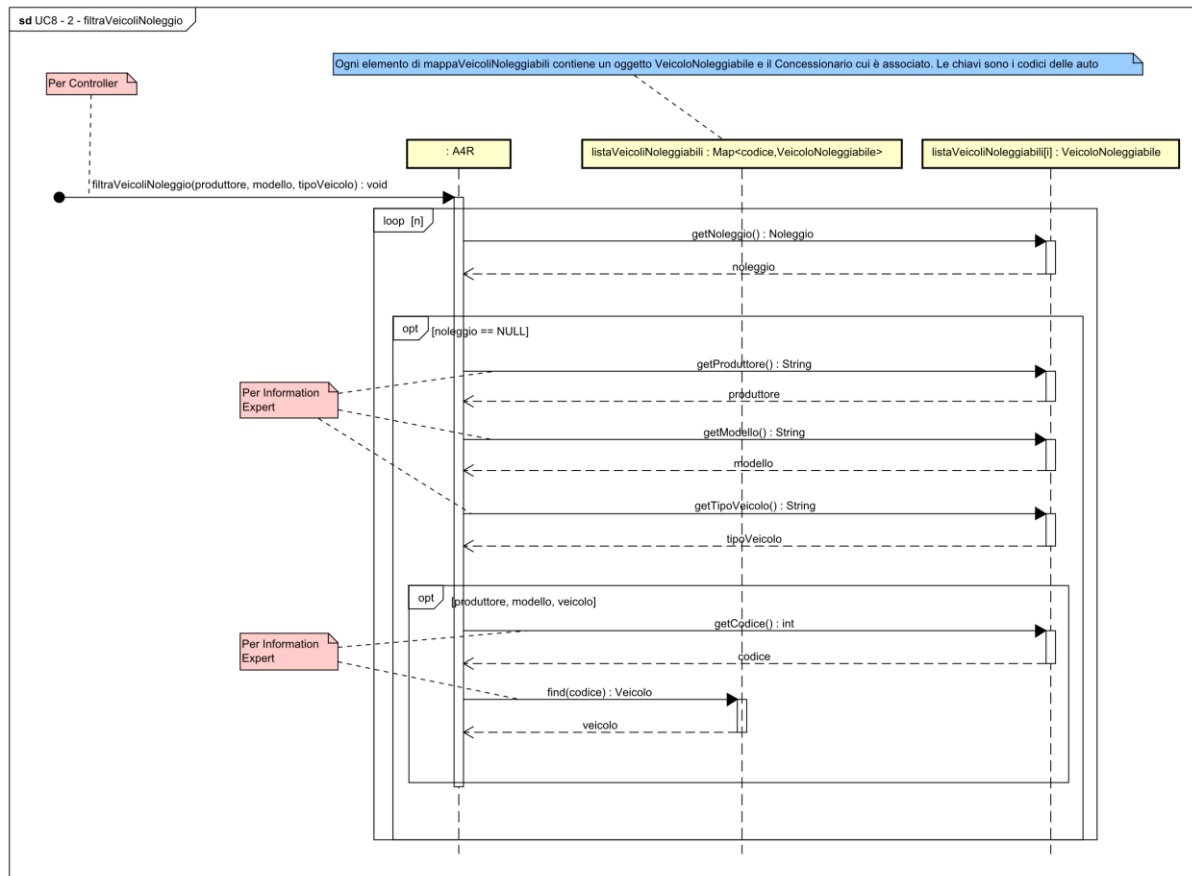 sd UC8 - 2 - filtraVeicoliNoleggio
Ogni elemento di mappaVeicoliNoleggiabili contiene un oggetto VeicoloNoleggiabile e il Concessionario cui è associato. Le chiavi sono i codici delle auto
Per Controller
: A4R
listaVeicoliNoleggiabili : Map<codice,VeicoloNoleggiabile>
listaVeicoliNoleggiabili[i] : VeicoloNoleggiabile
filtraVeicoliNoleggio(produttore, modello, tipoVeicolo) : void
loop [n]
getNoleggio() : Noleggio
noleggio
opt [noleggio == NULL]
getProduttore() : String
Per Information
Expert
produttore
getModello() : String
modello
getTipoVeicolo() : String
tipoVeicolo
opt [produttore, modello, veicolo]
getCodice() : int
Per Information
Expert
codice
find(codice) : Veicolo
veicolo